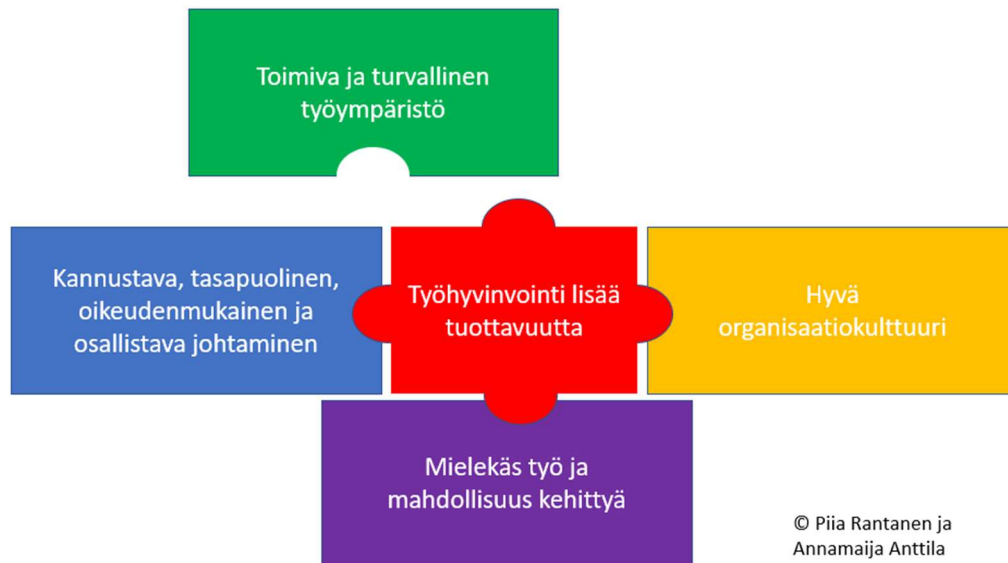 Toimiva ja turvallinen
työympäristö
Kannustava, tasapuolinen,
oikeudenmukainen ja
osallistava johtaminen
Työhyvinvointi lisää
tuottavuutta
Hyvä
organisaatiokulttuuri
Mielekäs työ ja
mahdollisuus kehittyä
© Piia Rantanen ja
Annamaija Anttila